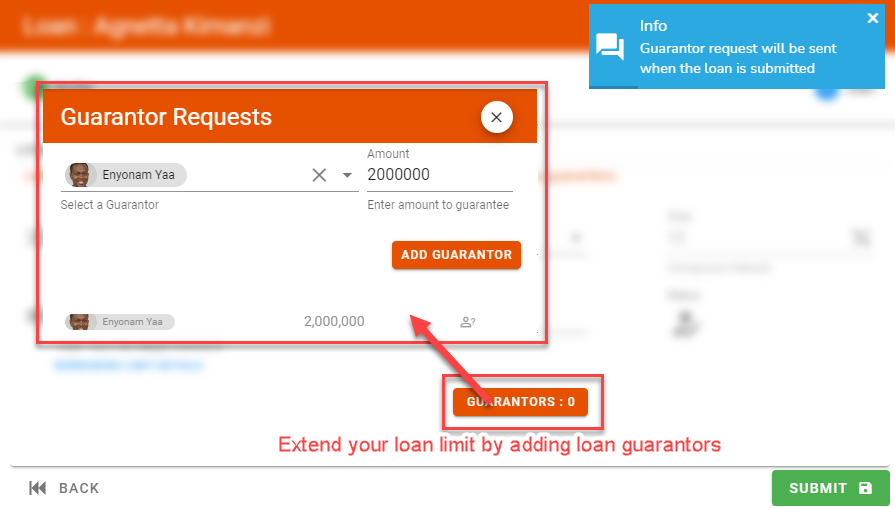 Loan : Agnetta Kimanzi
Info
Guarantor request will be sent
when the loan is submitted
Guarantor Requests
Enyonam Yaa
Amount
2000000
Select a Guarantor
Enter amount to guarantee
ADD GUARANTOR
Enyonam Yaa
2,000,000
GUARANTORS : 0
Extend your loan limit by adding loan guarantors
BACK
SUBMIT